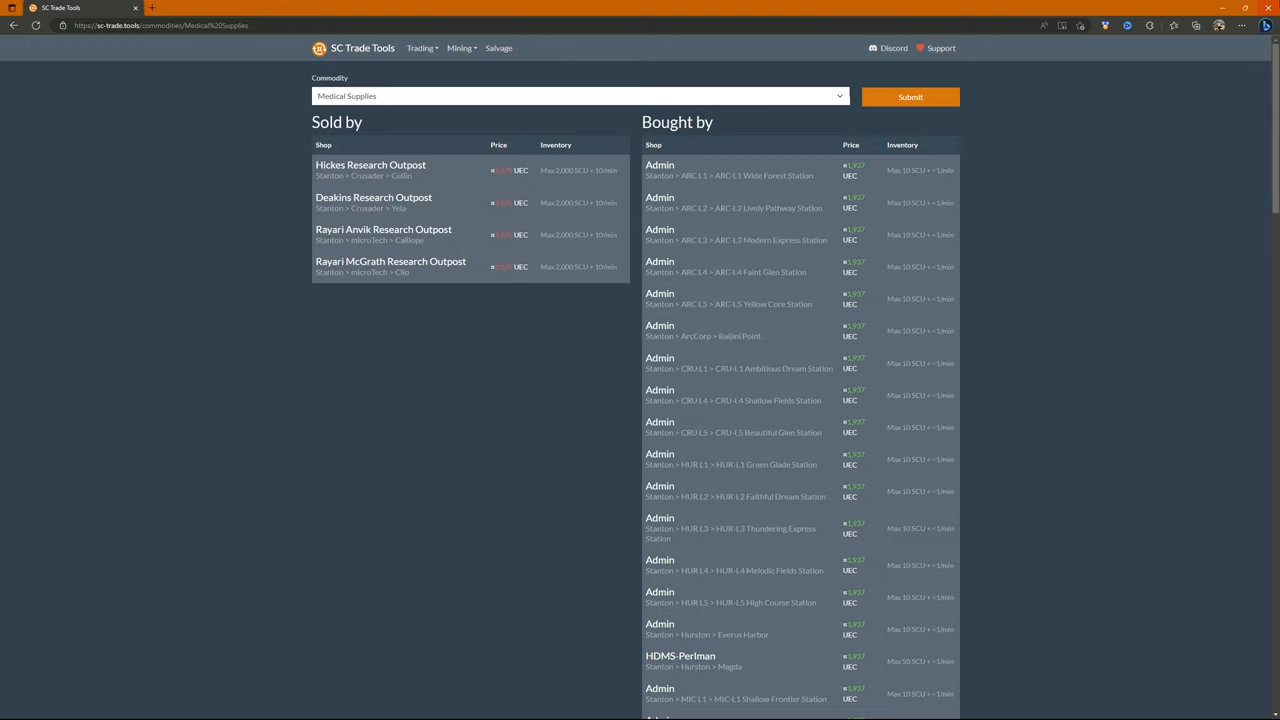 SC Trade Tools
https://sc-trade.tools/commodities/Medical%20Supplies
SC Trade Tools Trading Mining Salvage Discord Support
Commodity
Medical Supplies Submit
Sold by
Shop Price Inventory
Hickes Research Outpost
Stanton > Crusader > Cellin
UEC Max 2,000 SCU + 10/min
Deakins Research Outpost
Stanton > Crusader > Yela
UEC Max 2,000 SCU + 10/min
Rayari Anvik Research Outpost
Stanton > microTech > Calliope
UEC Max 2,000 SCU + 10/min
Rayari McGrath Research Outpost
Stanton > microTech > Clio
UEC Max 2,000 SCU + 10/min
Bought by
Shop Price Inventory
Admin
Stanton > ARC L1 > ARC-L1 Wide Forest Station
¤1,937
UEC
Max 10 SCU + <1/min
Admin
Stanton > ARC L2 > ARC-L2 Lively Pathway Station
¤1,937
UEC
Max 10 SCU + <1/min
Admin
Stanton > ARC L3 > ARC-L3 Modern Express Station
¤1,937
UEC
Max 10 SCU + <1/min
Admin
Stanton > ARC L4 > ARC-L4 Faint Glen Station
¤1,937
UEC
Max 10 SCU + <1/min
Admin
Stanton > ARC L5 > ARC-L5 Yellow Core Station
¤1,937
UEC
Max 10 SCU + <1/min
Admin
Stanton > ArcCorp > Baijini Point
¤1,937
UEC
Max 10 SCU + <1/min
Admin
Stanton > CRU L1 > CRU-L1 Ambitious Dream Station
¤1,937
UEC
Max 10 SCU + <1/min
Admin
Stanton > CRU L4 > CRU-L4 Shallow Fields Station
¤1,937
UEC
Max 10 SCU + <1/min
Admin
Stanton > CRU L5 > CRU-L5 Beautiful Glen Station
¤1,937
UEC
Max 10 SCU + <1/min
Admin
Stanton > HUR L1 > HUR-L1 Green Glade Station
¤1,937
UEC
Max 10 SCU + <1/min
Admin
Stanton > HUR L2 > HUR-L2 Faithful Dream Station
¤1,937
UEC
Max 10 SCU + <1/min
Admin
Stanton > HUR L3 > HUR-L3 Thundering Express
Station
¤1,937
UEC
Max 10 SCU + <1/min
Admin
Stanton > HUR L4 > HUR-L4 Melodic Fields Station
¤1,937
UEC
Max 10 SCU + <1/min
Admin
Stanton > HUR L5 > HUR-L5 High Course Station
¤1,937
UEC
Max 10 SCU + <1/min
Admin
Stanton > Hurston > Everus Harbor
¤1,937
UEC
Max 10 SCU + <1/min
HDMS-Perlman
Stanton > Hurston > Magda
¤1,937
UEC
Max 50 SCU + <1/min
Admin
Stanton > MIC L1 > MIC-L1 Shallow Frontier Station
¤1,937
UEC
Max 10 SCU + <1/min